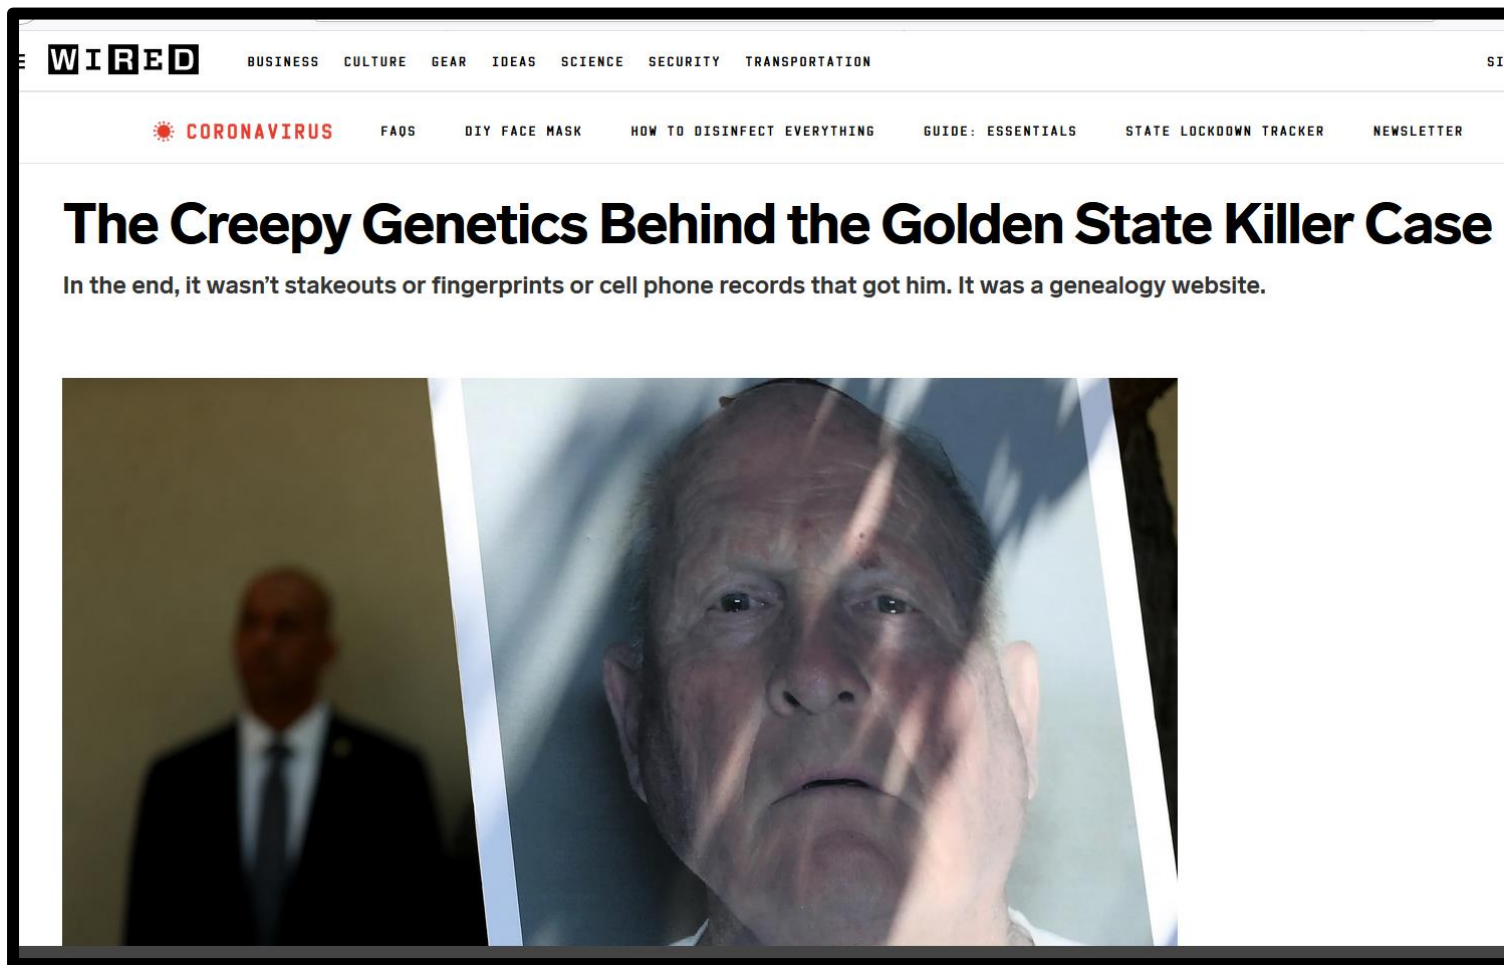 WIRED
BUSINESS CULTURE GEAR IDEAS SCIENCE SECURITY TRANSPORTATION
CORONAVIRUS FAQS DIY FACE MASK HOW TO DISINFECT EVERYTHING GUIDE: ESSENTIALS STATE LOCKDOWN TRACKER NEWSLETTER
The Creepy Genetics Behind the Golden State Killer Case
In the end, it wasn’t stakeouts or fingerprints or cell phone records that got him. It was a genealogy website.